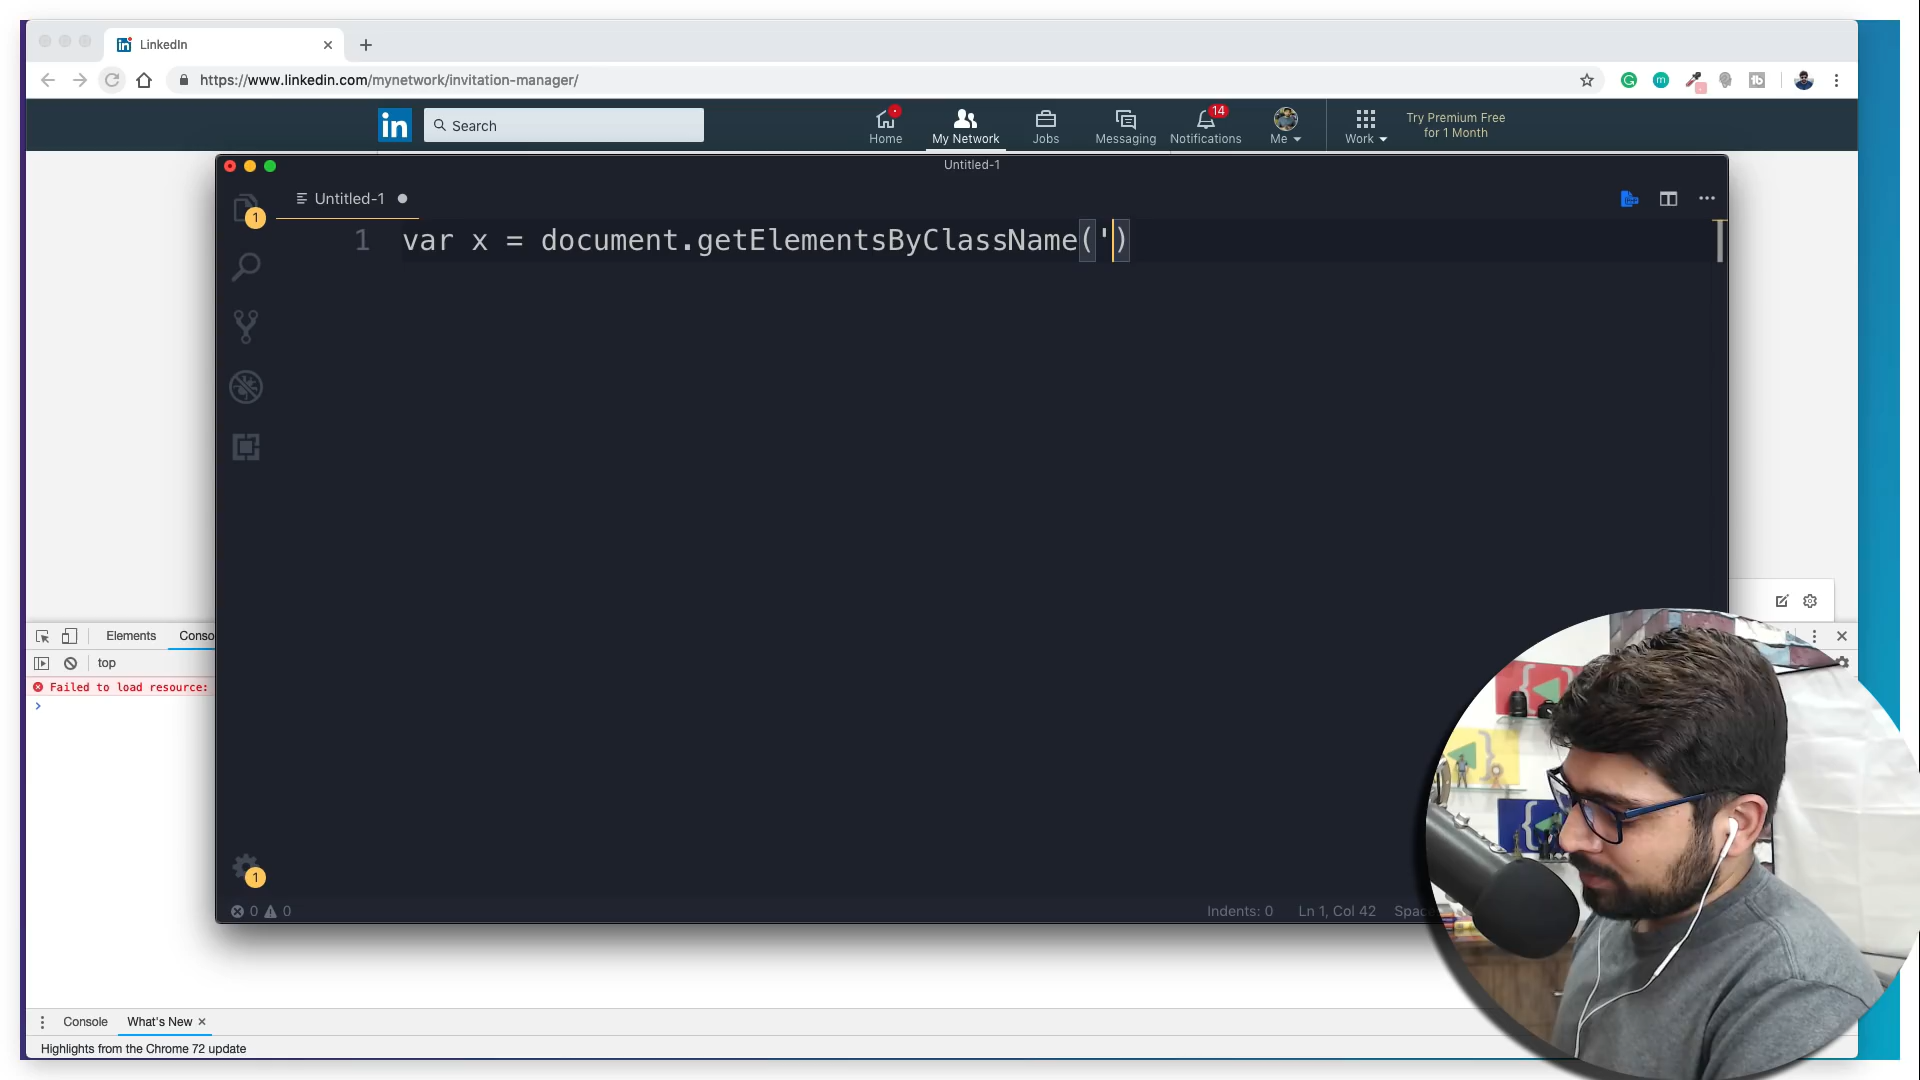 LinkedIn
https://www.linkedin.com/mynetwork/invitation-manager/
in
Search
Home
My Network
Jobs
Messaging
14
Notifications
Me
Work
Try Premium Free
for 1 Month
Untitled-1
Untitled-1
1
1 var x = document.getElementsByClassName(')
Elements
Conso
top
Failed to load resource:
1
0 0
Indents: 0
Ln 1, Col 42
Spac
Console
What's New
Highlights from the Chrome 72 update